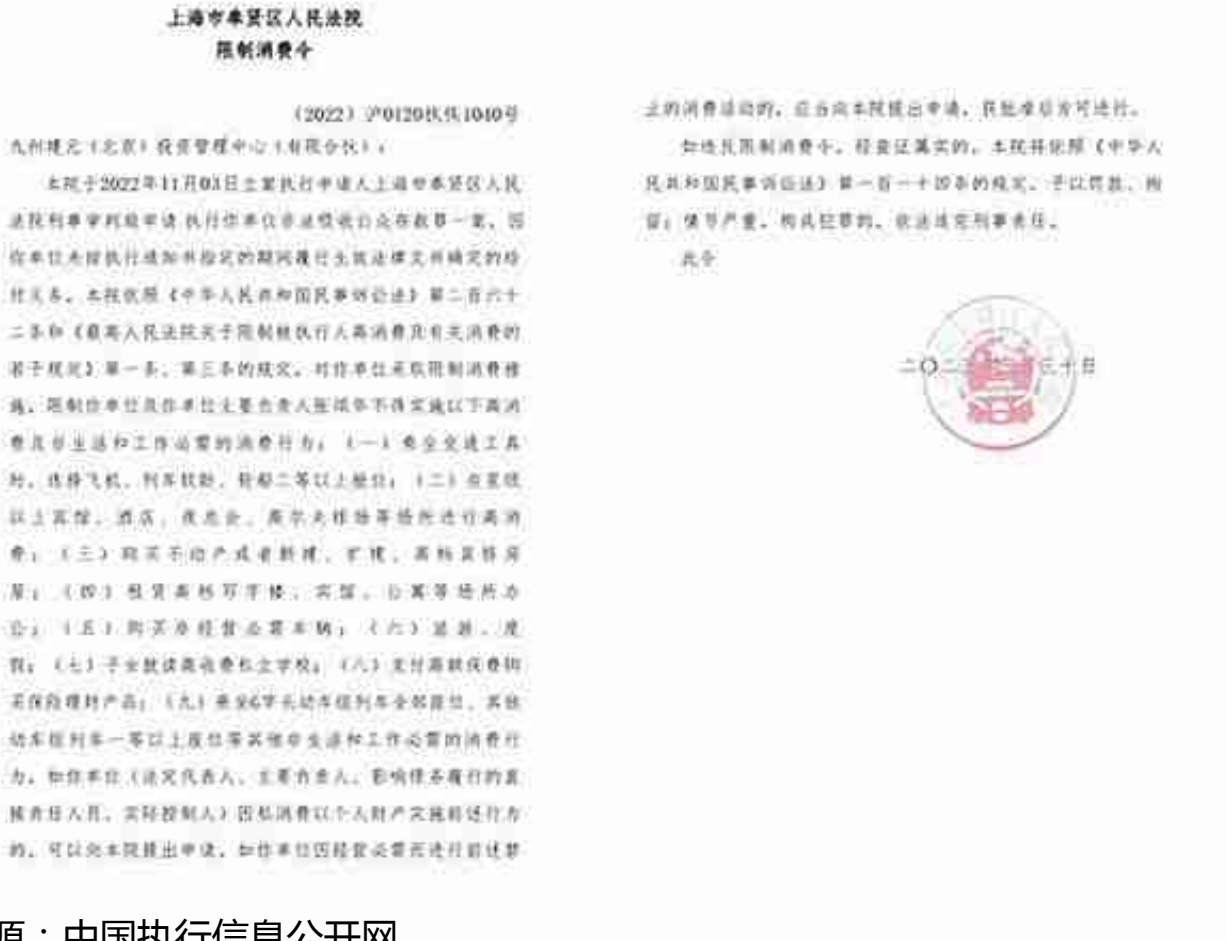 上海市奉贤区人民法院
限制消费令
（2022）沪0120执恢1040号
九州建元（北京）投资管理中心（有限合伙）：
本院于2022年11月03日立案执行申请人上海市奉贤区人民
法院刑事审判庭申请执行你单位非法吸收公众存款罪一案，因
你单位未按执行通知书指定的期间履行生效法律文书确定的给
付义务，本院依照《中华人民共和国民事诉讼法》第二百六十
二条和《最高人民法院关于限制被执行人高消费及有关消费的
若干规定》第一条、第三条的规定，对你单位采取限制消费措
施，限制你单位及你单位主要负责人张颂华不得实施以下高消
费及非生活和工作必需的消费行为：（一）乘坐交通工具
时，选择飞机、列车软卧、轮船二等以上舱位；（二）在星级
以上宾馆、酒店、夜总会、高尔夫球场等场所进行高消
费；（三）购买不动产或者新建、扩建、高档装修房
屋；（四）租赁高档写字楼、宾馆、公寓等场所办
公；（五）购买非经营必需车辆；（六）旅游、度
假；（七）子女就读高收费私立学校；（八）支付高额保费购
买保险理财产品；（九）乘坐G字头动车组列车全部座位、其他
动车组列车一等以上座位等其他非生活和工作必需的消费行
为。如你单位（法定代表人、主要负责人、影响债务履行的直
接责任人员、实际控制人）因私消费以个人财产实施前述行为
的，可以向本院提出申请。如你单位因经营必需而进行前述禁
止的消费活动的，应当向本院提出申请，获批准后方可进行。
如违反限制消费令，经查证属实的，本院将依照《中华人
民共和国民事诉讼法》第一百一十四条的规定，予以罚款、拘
留；情节严重，构成犯罪的，依法追究刑事责任。
此令
二〇二 三十日
源：中国执行信息公开网